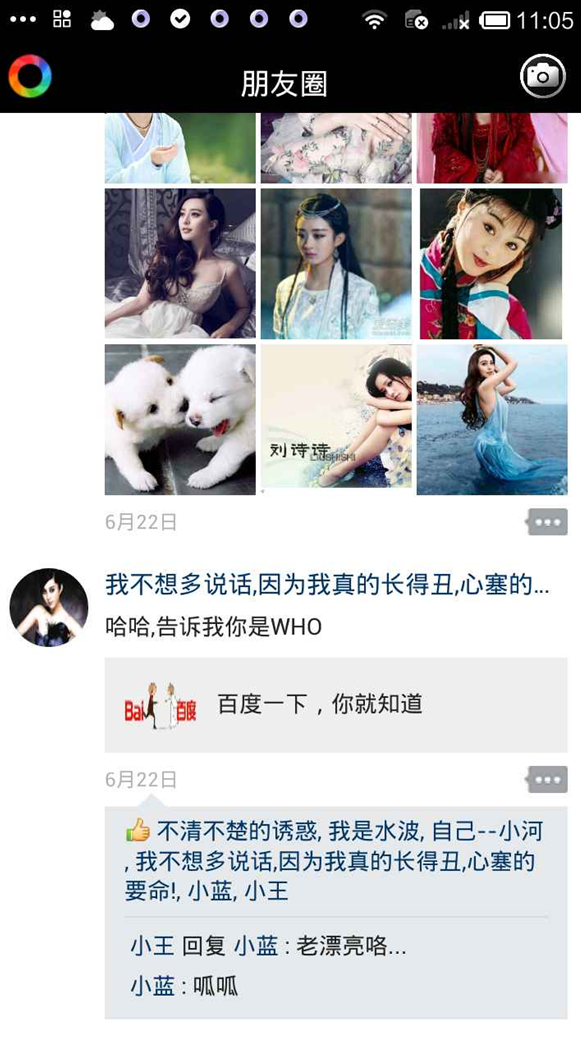 11:05
朋友圈
刘诗诗
LIUSHISHI
6月22日
我不想多说话,因为我真的长得丑,心塞的...
哈哈,告诉我你是WHO
Bai 百度
百度一下，你就知道
6月22日
不清不楚的诱惑, 我是水波, 自己--小河
, 我不想多说话,因为我真的长得丑,心塞的
要命!, 小蓝, 小王
小王 回复 小蓝 : 老漂亮咯...
小蓝 : 呱呱